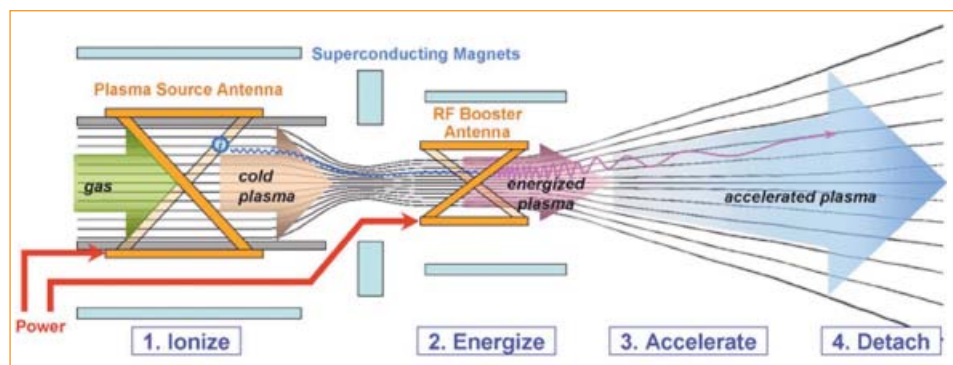 Superconducting Magnets
Plasma Source Antenna
RF Booster
Antenna
gas
cold
plasma
energized
plasma
accelerated plasma
Power
1. Ionize
2. Energize
3. Accelerate
4. Detach